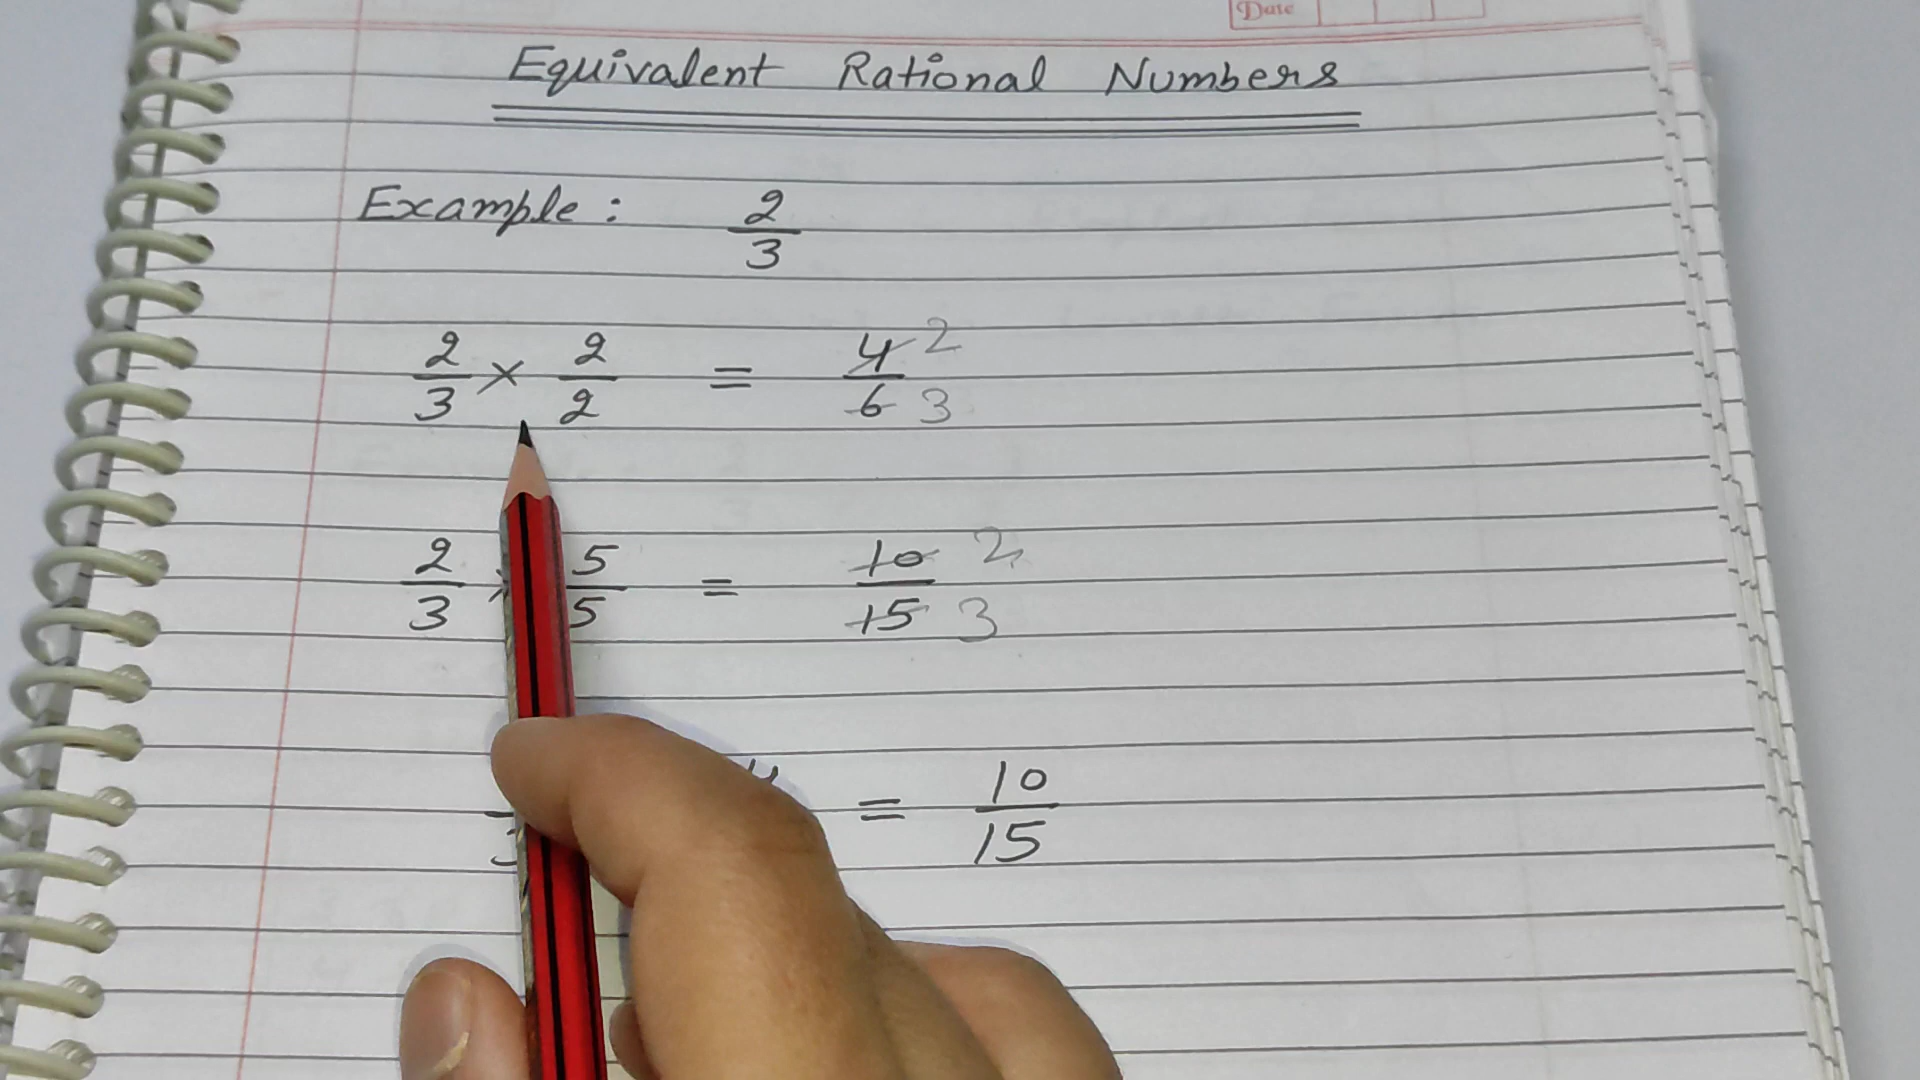 Date
Equivalent Rational Numbers
Example : 2/3
2/3 × 2/2 = 4/6 2/3
2/3 × 5/5 = 10/15 2/3
= 10/15